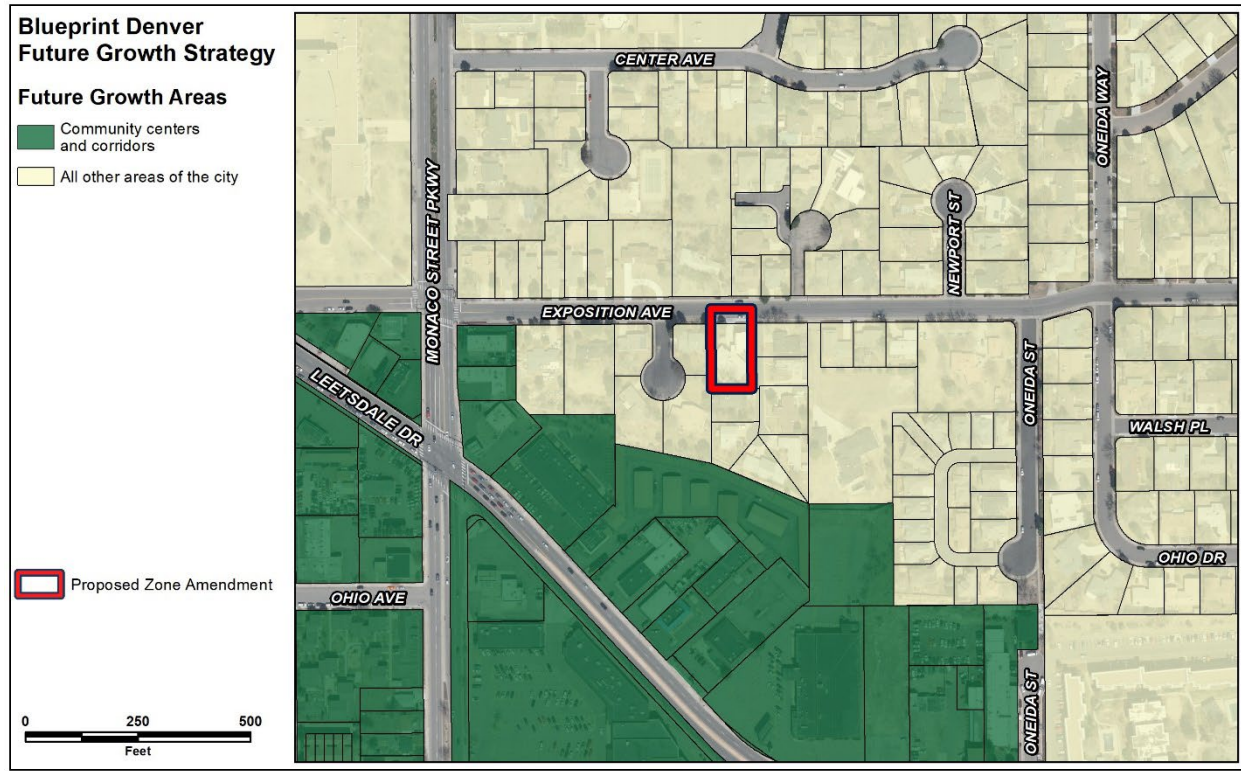 Blueprint Denver
Future Growth Strategy
Future Growth Areas
Community centers
and corridors
All other areas of the city
Proposed Zone Amendment
0 250 500
Feet
CENTER AVE
ONEIDA WAY
MONACO STREET PKWY
NEWPORT ST
EXPOSITION AVE
LEETSDALE DR
ONEIDA ST
WALSH PL
OHIO DR
OHIO AVE
ONEIDA ST